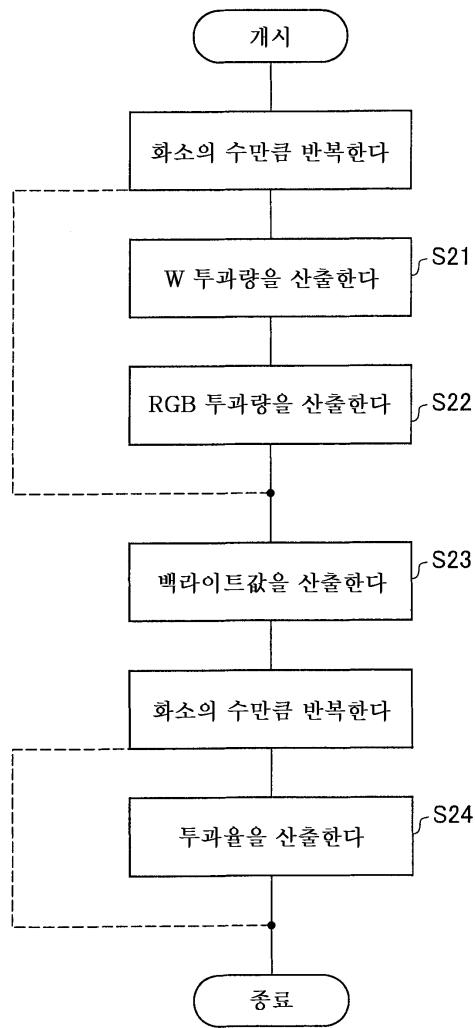 개시
화소의 수만큼 반복한다
W 투과량을 산출한다
S21
RGB 투과량을 산출한다
S22
백라이트값을 산출한다
S23
화소의 수만큼 반복한다
투과율을 산출한다
S24
종료